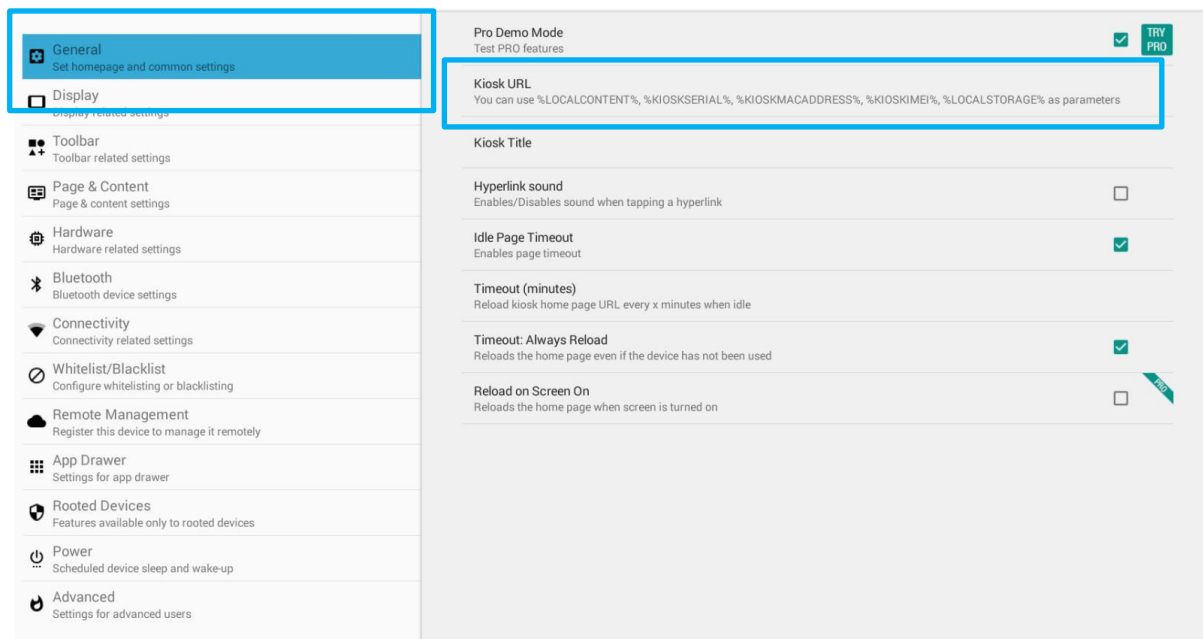 General
Set homepage and common settings
Display
Display related settings
Toolbar
Toolbar related settings
Page & Content
Page & content settings
Hardware
Hardware related settings
Bluetooth
Bluetooth device settings
Connectivity
Connectivity related settings
Whitelist/Blacklist
Configure whitelisting or blacklisting
Remote Management
Register this device to manage it remotely
App Drawer
Settings for app drawer
Rooted Devices
Features available only to rooted devices
Power
Scheduled device sleep and wake-up
Advanced
Settings for advanced users
Pro Demo Mode
Test PRO features
TRY
PRO
Kiosk URL
You can use %LOCALCONTENT%, %KIOSKSERIAL%, %KIOSKMACADDRESS%, %KIOSKIMEI%, %LOCALSTORAGE% as parameters
Kiosk Title
Hyperlink sound
Enables/Disables sound when tapping a hyperlink
Idle Page Timeout
Enables page timeout
Timeout (minutes)
Reload kiosk home page URL every x minutes when idle
Timeout: Always Reload
Reloads the home page even if the device has not been used
Reload on Screen On
Reloads the home page when screen is turned on
PRO